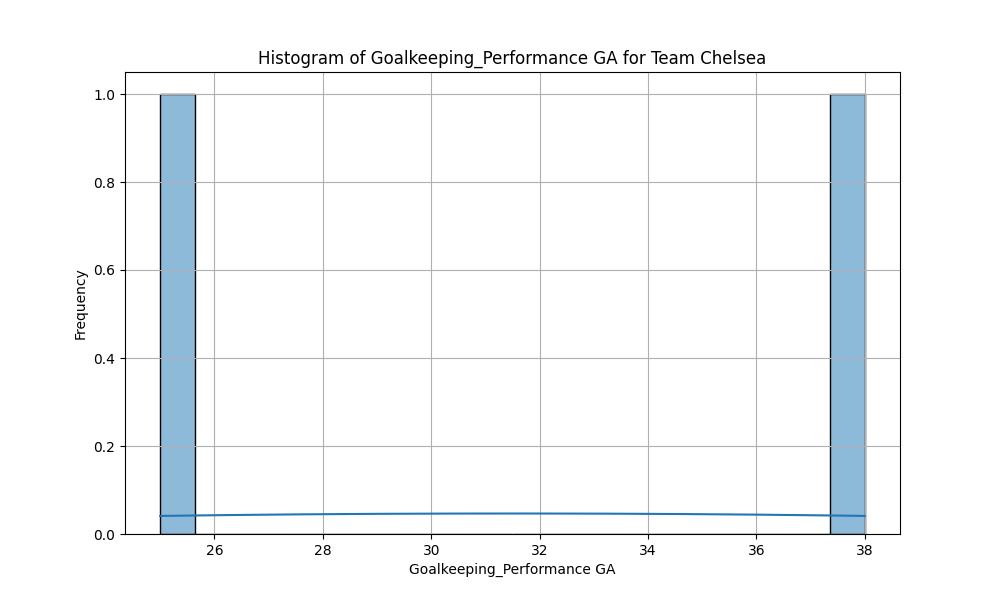 Histogram of Goalkeeping_Performance GA for Team Chelsea
1.0
0.8
0.6
0.4
0.2
0.0
Frequency
26 28 30 32 34 36 38
Goalkeeping_Performance GA